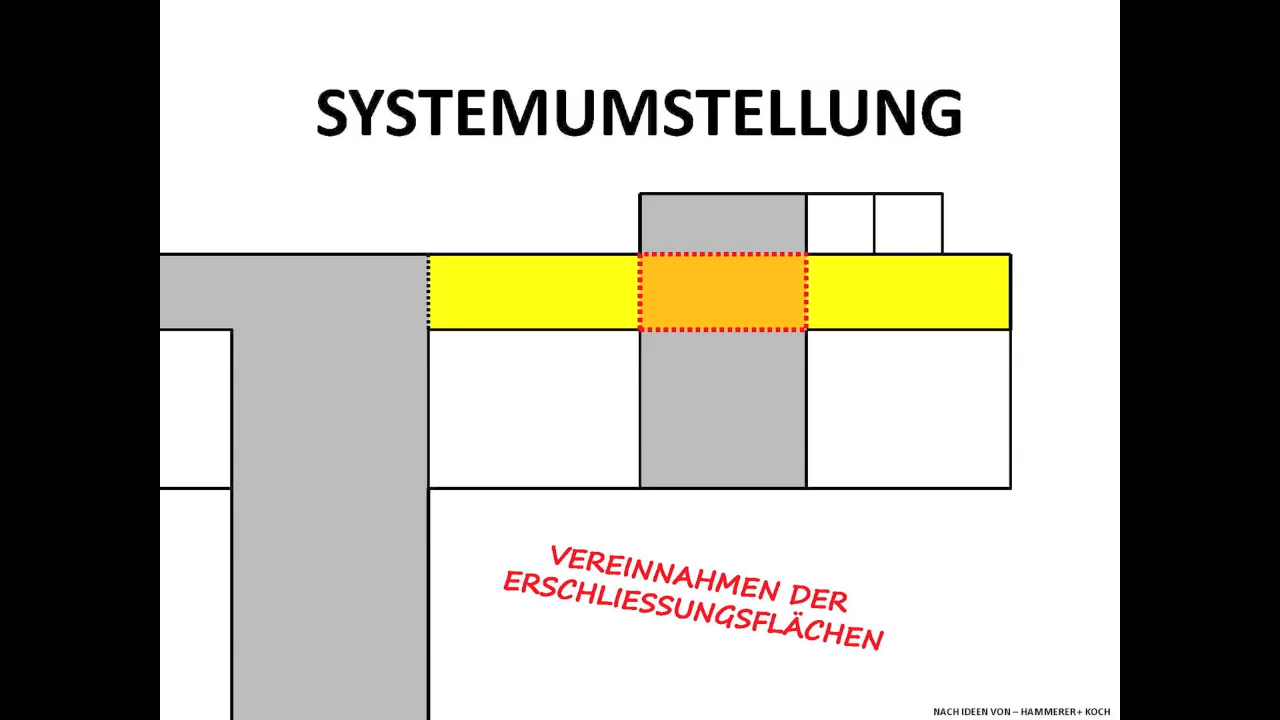 SYSTEMUMSTELLUNG
VEREINNAHMEN DER
ERSCHLIESSUNGSFLÄCHEN
NACH IDEEN VON – HAMMERER + KOCH